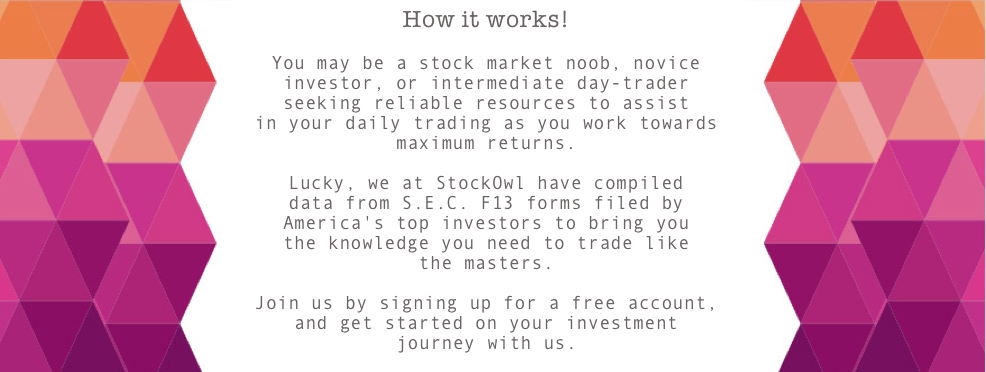 How it works!
You may be a stock market noob, novice
investor, or intermediate day-trader
seeking reliable resources to assist
in your daily trading as you work towards
maximum returns.
Lucky, we at StockOwl have compiled
data from S.E.C. F13 forms filed by
America's top investors to bring you
the knowledge you need to trade like
the masters.
Join us by signing up for a free account,
and get started on your investment
journey with us.